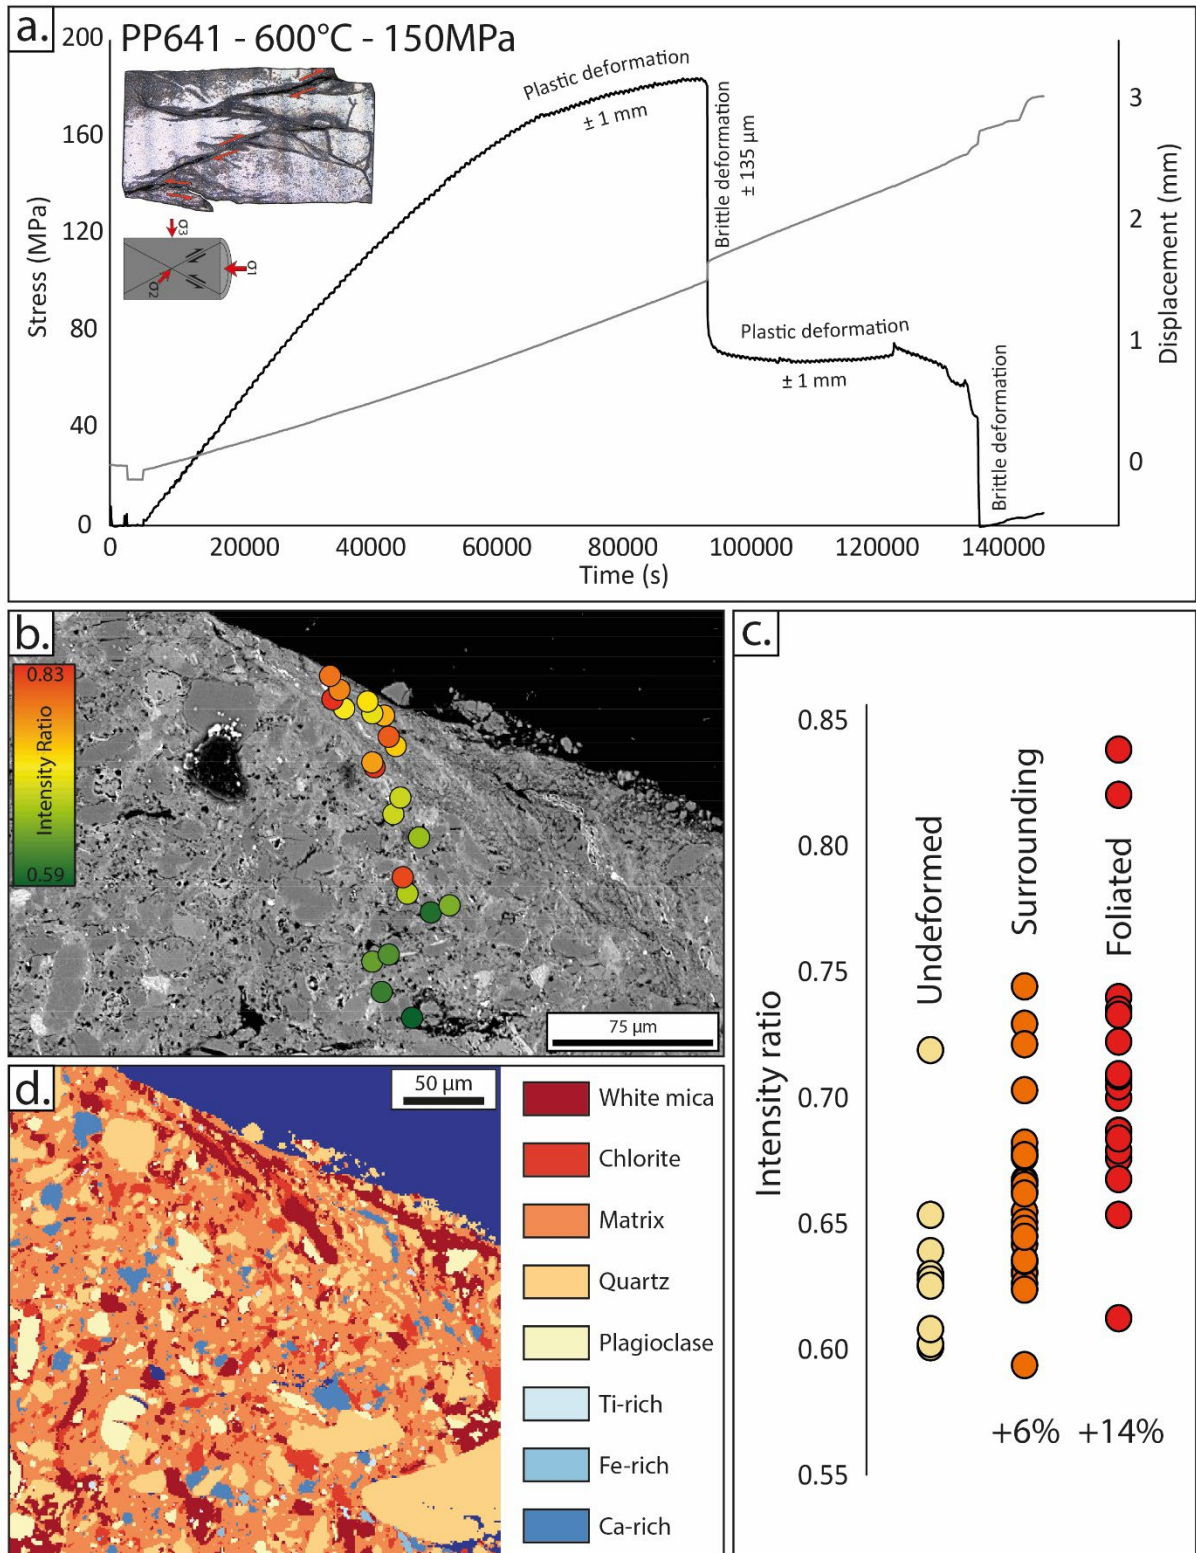 a.
PP641 - 600°C - 150MPa
200
160
120
80
40
0
Stress (MPa)
Plastic deformation
± 1 mm
Brittle deformation
± 135 µm
Plastic deformation
± 1 mm
Brittle deformation
σ3
σ1
σ2
3
2
1
0
Displacement (mm)
0 20000 40000 60000 80000 100000 120000 140000
Time (s)
b.
0.83
Intensity Ratio
0.59
75 µm
c.
0.85
0.80
0.75
0.70
0.65
0.60
0.55
Intensity ratio
Undeformed
Surrounding
Foliated
+6% +14%
d.
50 µm
White mica
Chlorite
Matrix
Quartz
Plagioclase
Ti-rich
Fe-rich
Ca-rich